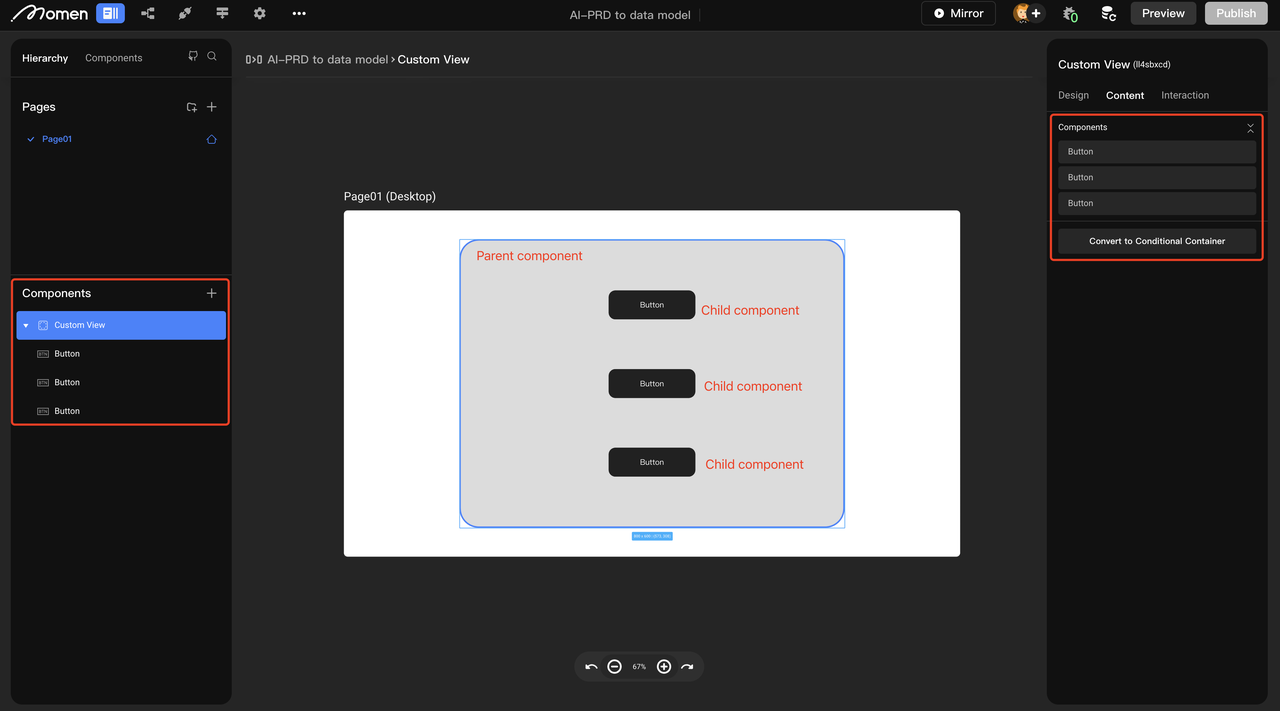 Momen
AI-PRD to data model
Mirror
0
Preview
Publish
Hierarchy
Components
AI-PRD to data model › Custom View
Custom View (ll4sbxcd)
Design
Content
Interaction
Pages
Page01
Components
Button
Button
Button
Convert to Conditional Container
Page01 (Desktop)
Parent component
Button
Child component
Button
Child component
Button
Child component
Components
Custom View
Button
Button
Button
67%